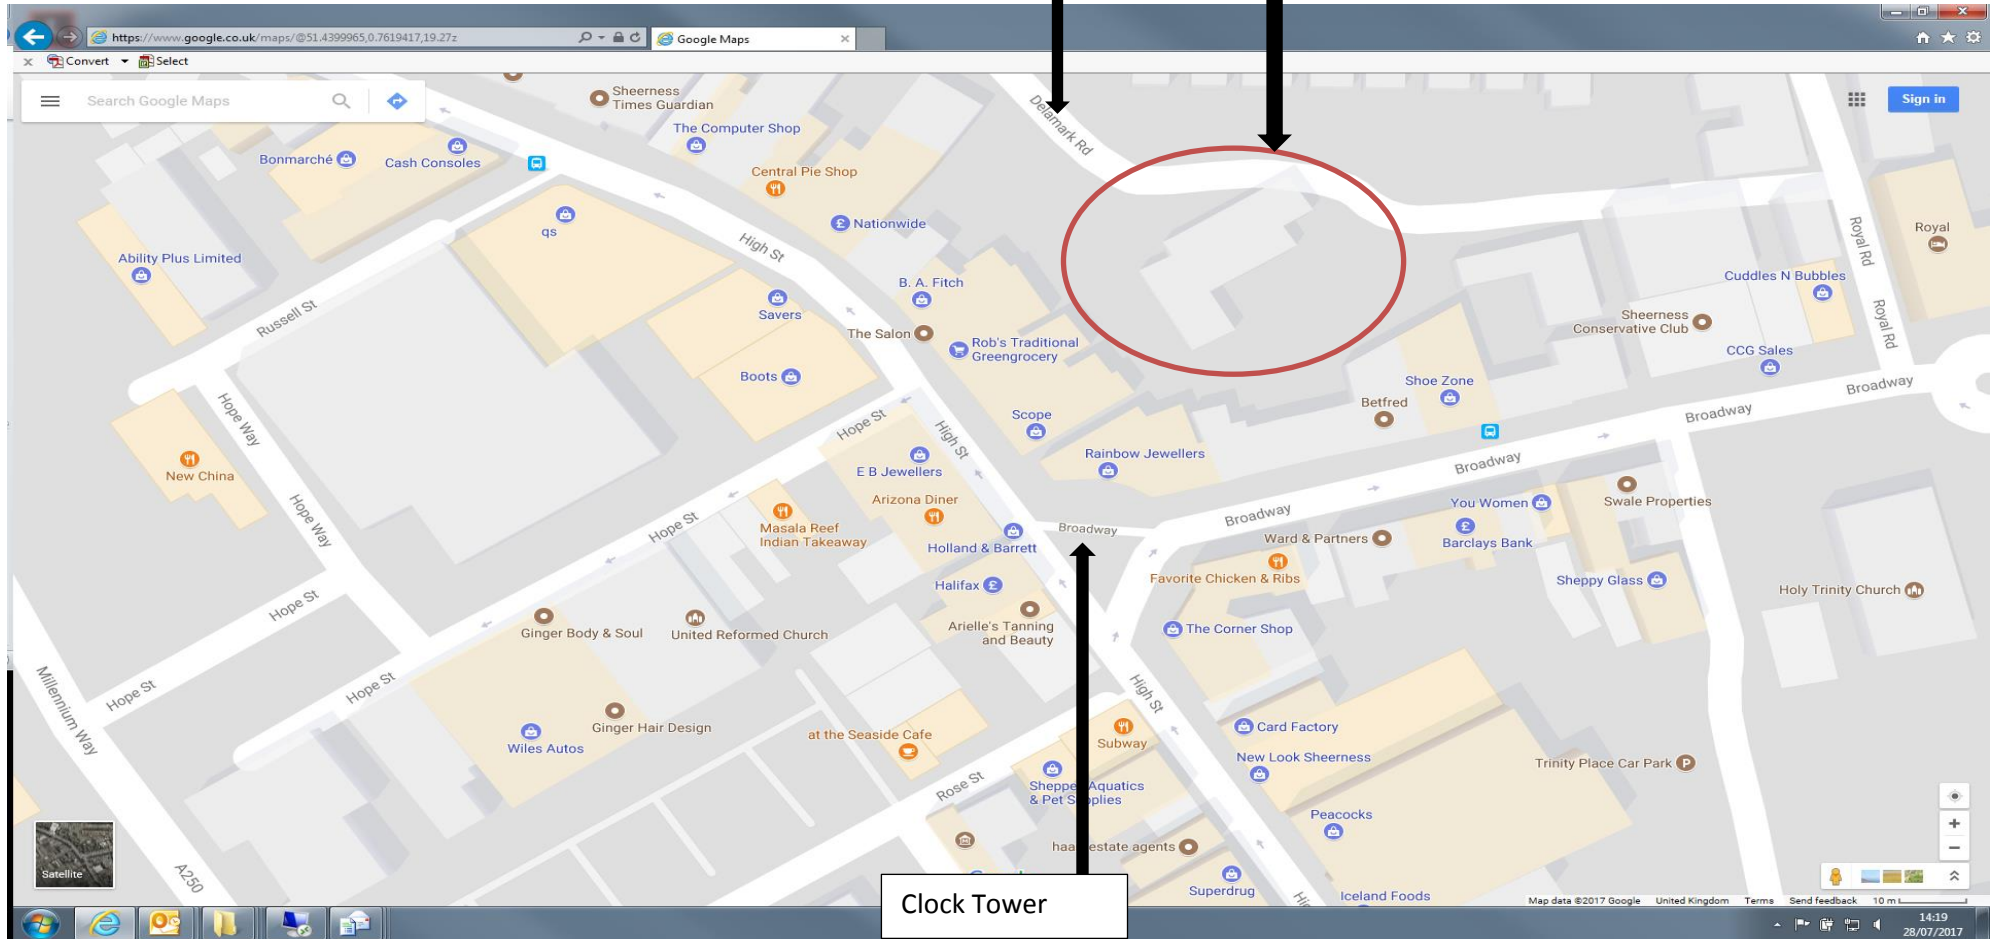 https://www.google.co.uk/maps/@51.4399965,0.7619417,19.27z
Google Maps
Convert
Select
Search Google Maps
Sign in
Sheerness
Times Guardian
Delamark Rd
The Computer Shop
Bonmarché
Cash Consoles
Central Pie Shop
qs
Nationwide
High St
Royal Rd
Royal
Ability Plus Limited
B. A. Fitch
Cuddles N Bubbles
Russell St
Savers
The Salon
Rob's Traditional
Greengrocery
Sheerness
Conservative Club
Royal Rd
CCG Sales
Boots
Shoe Zone
Betfred
Broadway
Broadway
Hope Way
Hope St
High St
Scope
Rainbow Jewellers
E B Jewellers
Broadway
New China
Arizona Diner
You Women
Swale Properties
Hope Way
Hope St
Masala Reef
Indian Takeaway
Broadway
Broadway
Ward & Partners
Barclays Bank
Holland & Barrett
Halifax
Favorite Chicken & Ribs
Sheppy Glass
Holy Trinity Church
Hope St
Ginger Body & Soul
United Reformed Church
Arielle's Tanning
and Beauty
The Corner Shop
Millennium Way
Hope St
Hope St
High St
Ginger Hair Design
Wiles Autos
at the Seaside Cafe
Subway
Card Factory
New Look Sheerness
Trinity Place Car Park
Rose St
Sheppey Aquatics
& Pet Supplies
Peacocks
haart estate agents
A250
Satellite
Superdrug
Iceland Foods
Clock Tower
Map data ©2017 Google United Kingdom Terms Send feedback 10 m
14:19
28/07/2017